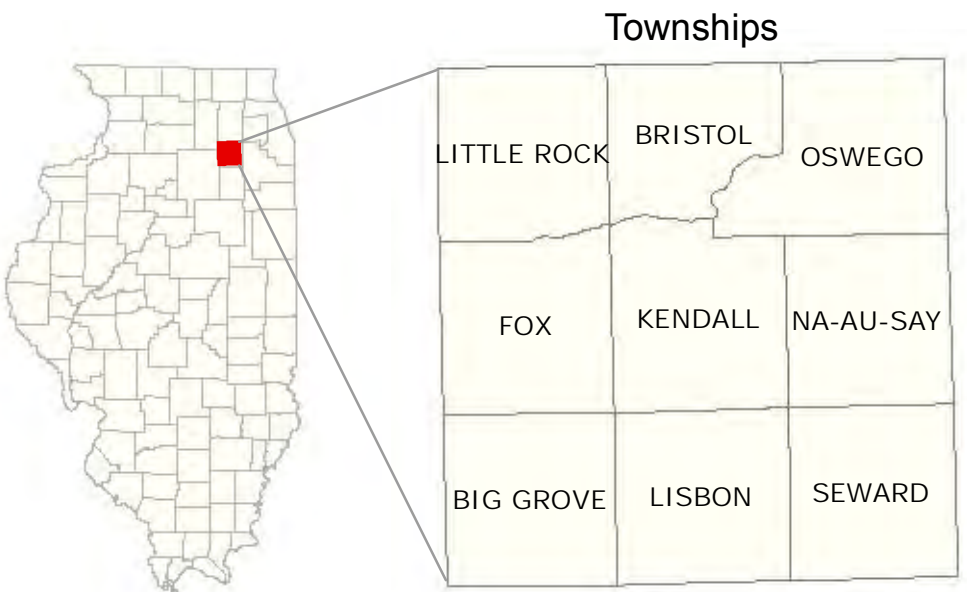 Townships
LITTLE ROCK
BRISTOL
OSWEGO
FOX
KENDALL
NA-AU-SAY
BIG GROVE
LISBON
SEWARD